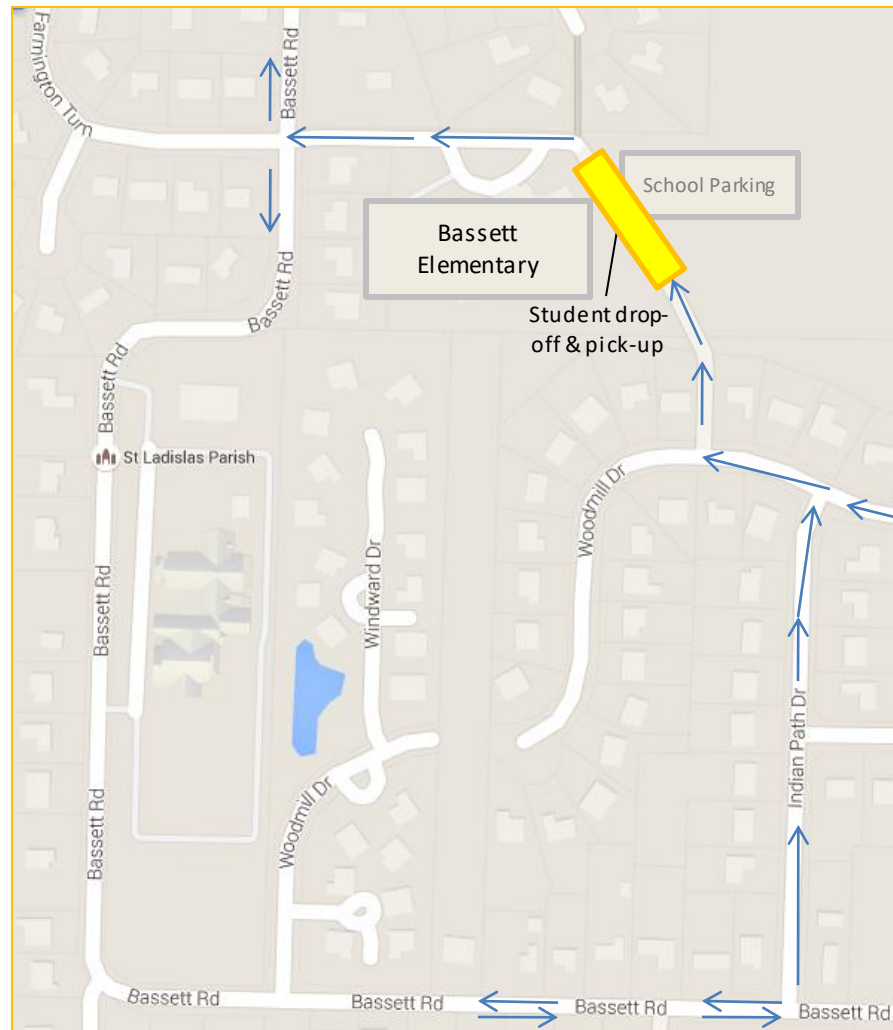 Farmington Turn
Bassett Rd
School Parking
Bassett
Elementary
Student drop-
off & pick-up
Bassett Rd
Bassett Rd
St Ladislas Parish
Woodmill Dr
Windward Dr
Bassett Rd
Indian Path Dr
Woodmill Dr
Bassett Rd
Bassett Rd
Bassett Rd
Bassett Rd
Bassett Rd